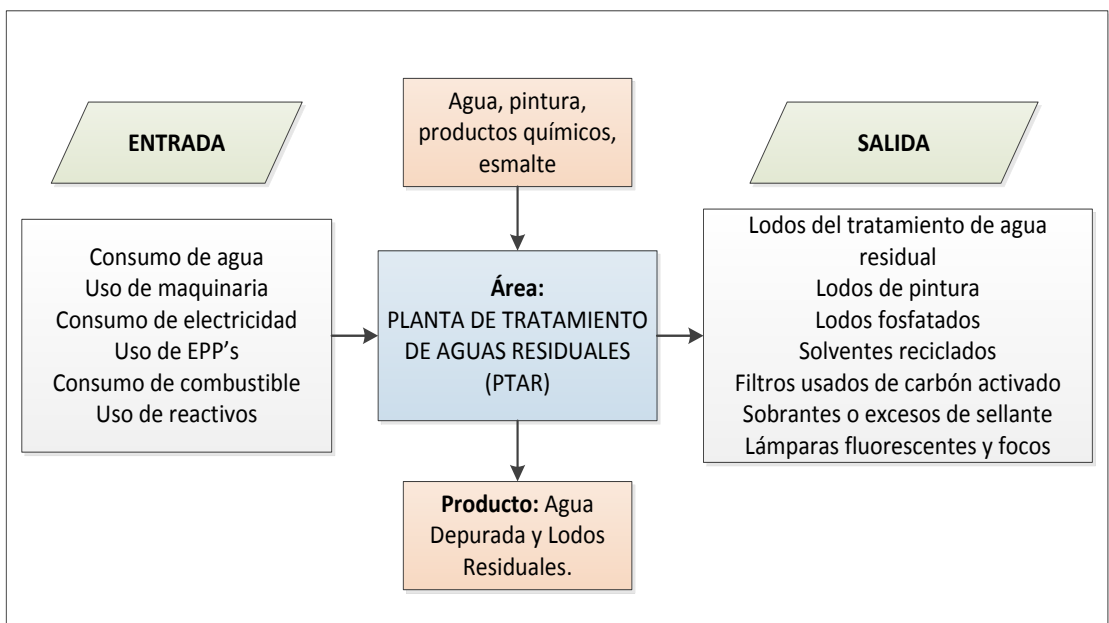 ENTRADA
Consumo de agua
Uso de maquinaria
Consumo de electricidad
Uso de EPP's
Consumo de combustible
Uso de reactivos
Agua, pintura,
productos químicos,
esmalte
Área:
PLANTA DE TRATAMIENTO
DE AGUAS RESIDUALES
(PTAR)
Producto: Agua
Depurada y Lodos
Residuales.
SALIDA
Lodos del tratamiento de agua
residual
Lodos de pintura
Lodos fosfatados
Solventes reciclados
Filtros usados de carbón activado
Sobrantes o excesos de sellante
Lámparas fluorescentes y focos